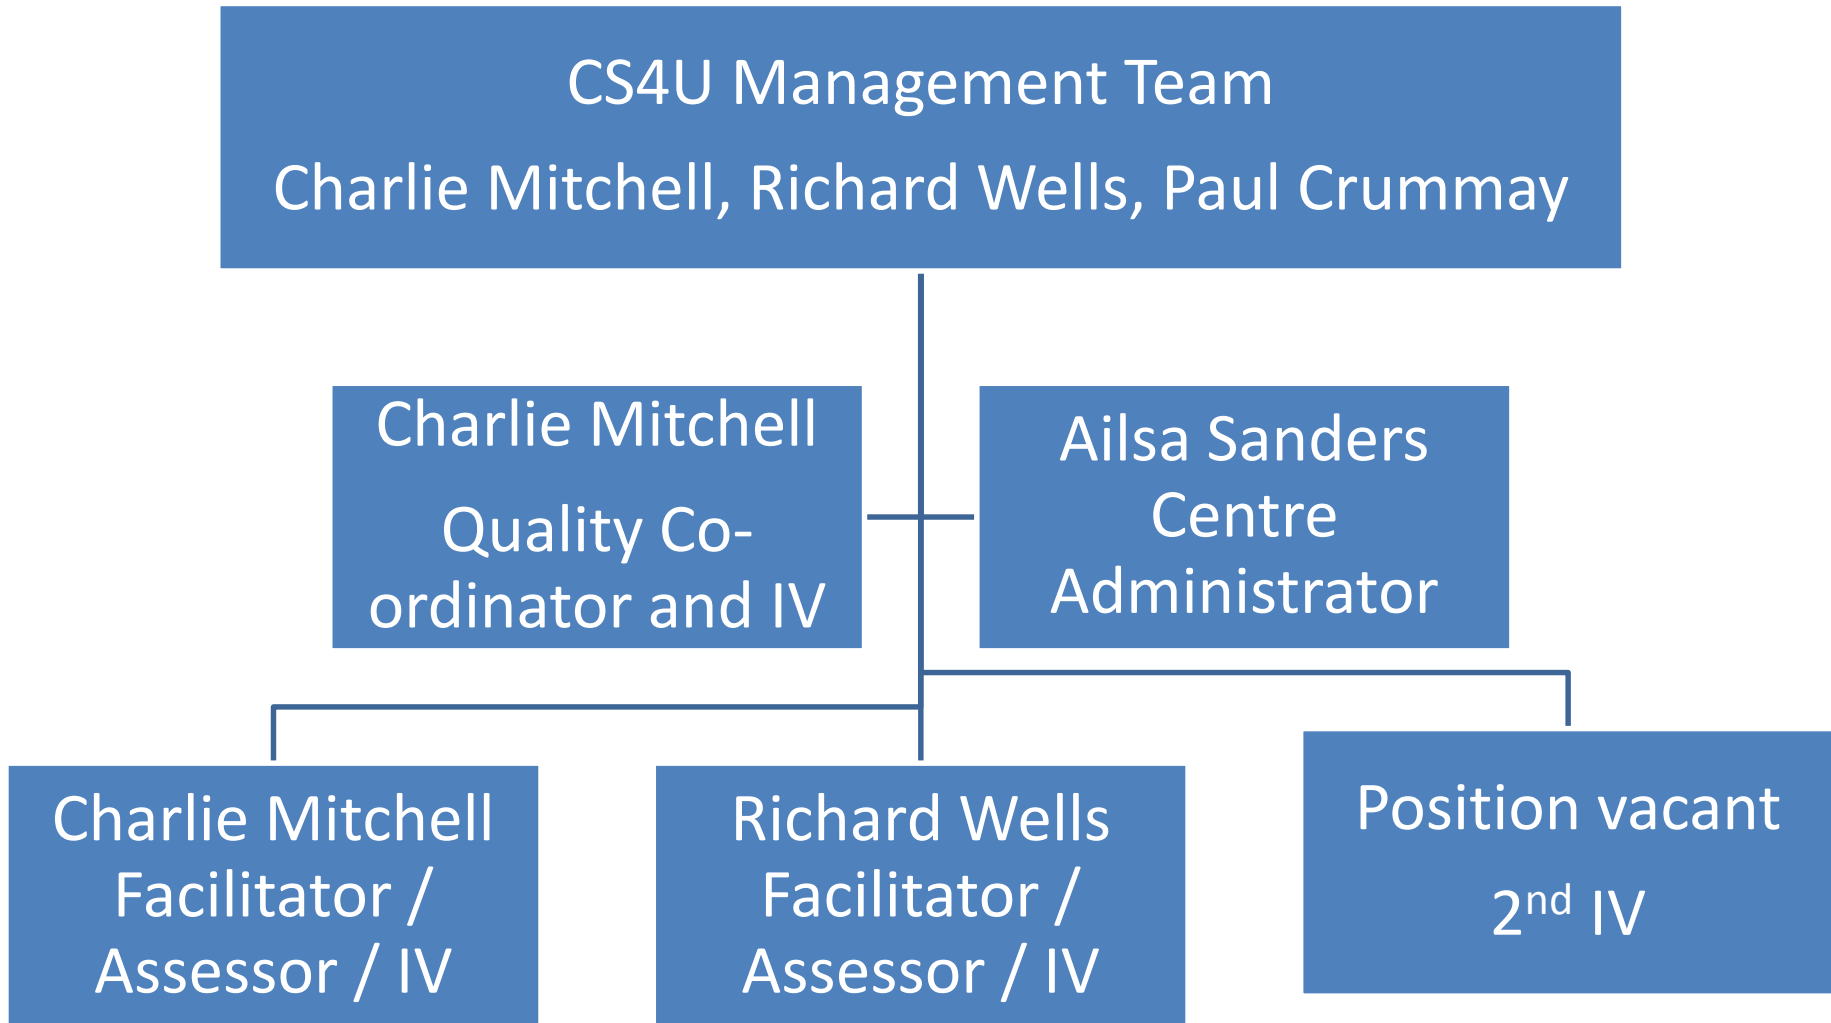 CS4U Management Team
Charlie Mitchell, Richard Wells, Paul Crummay
Charlie Mitchell
Quality Co-
ordinator and IV
Ailsa Sanders
Centre
Administrator
Charlie Mitchell
Facilitator /
Assessor / IV
Richard Wells
Facilitator /
Assessor / IV
Position vacant
2nd IV